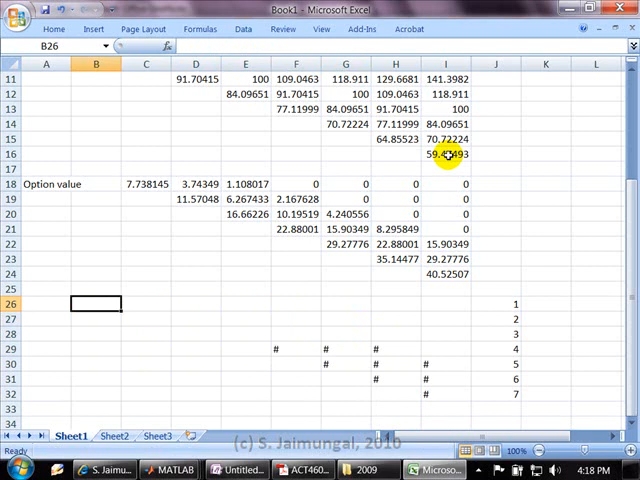 Book1 - Microsoft Excel
Home Insert Page Layout Formulas Data Review View Add-Ins Acrobat
B26 fx
A B C D E F G H I J K L
11 91.70415 100 109.0463 118.911 129.6681 141.3982
12 84.09651 91.70415 100 109.0463 118.911
13 77.11999 84.09651 91.70415 100
14 70.72224 77.11999 84.09651
15 64.85523 70.72224
16
17
18 Option value 7.738145 3.74349 1.108017 0 0 0 0
19 11.57048 6.267433 2.167628 0 0 0
20 16.66226 10.19519 4.240556 0 0
21 22.88001 15.90349 8.295849 0
22 29.27776 22.88001 15.90349
23 35.14477 29.27776
24 40.52507
25
26 1
27 2
28 3
29 # # # 4
30 # # # 5
31 # # 6
32 # 7
33
34
Sheet1 Sheet2 Sheet3
(c) S. Jaimungal, 2010
Ready 100%
S. Jaimu... MATLAB Untitled... ACT460... 2009 Microso... 4:18 PM